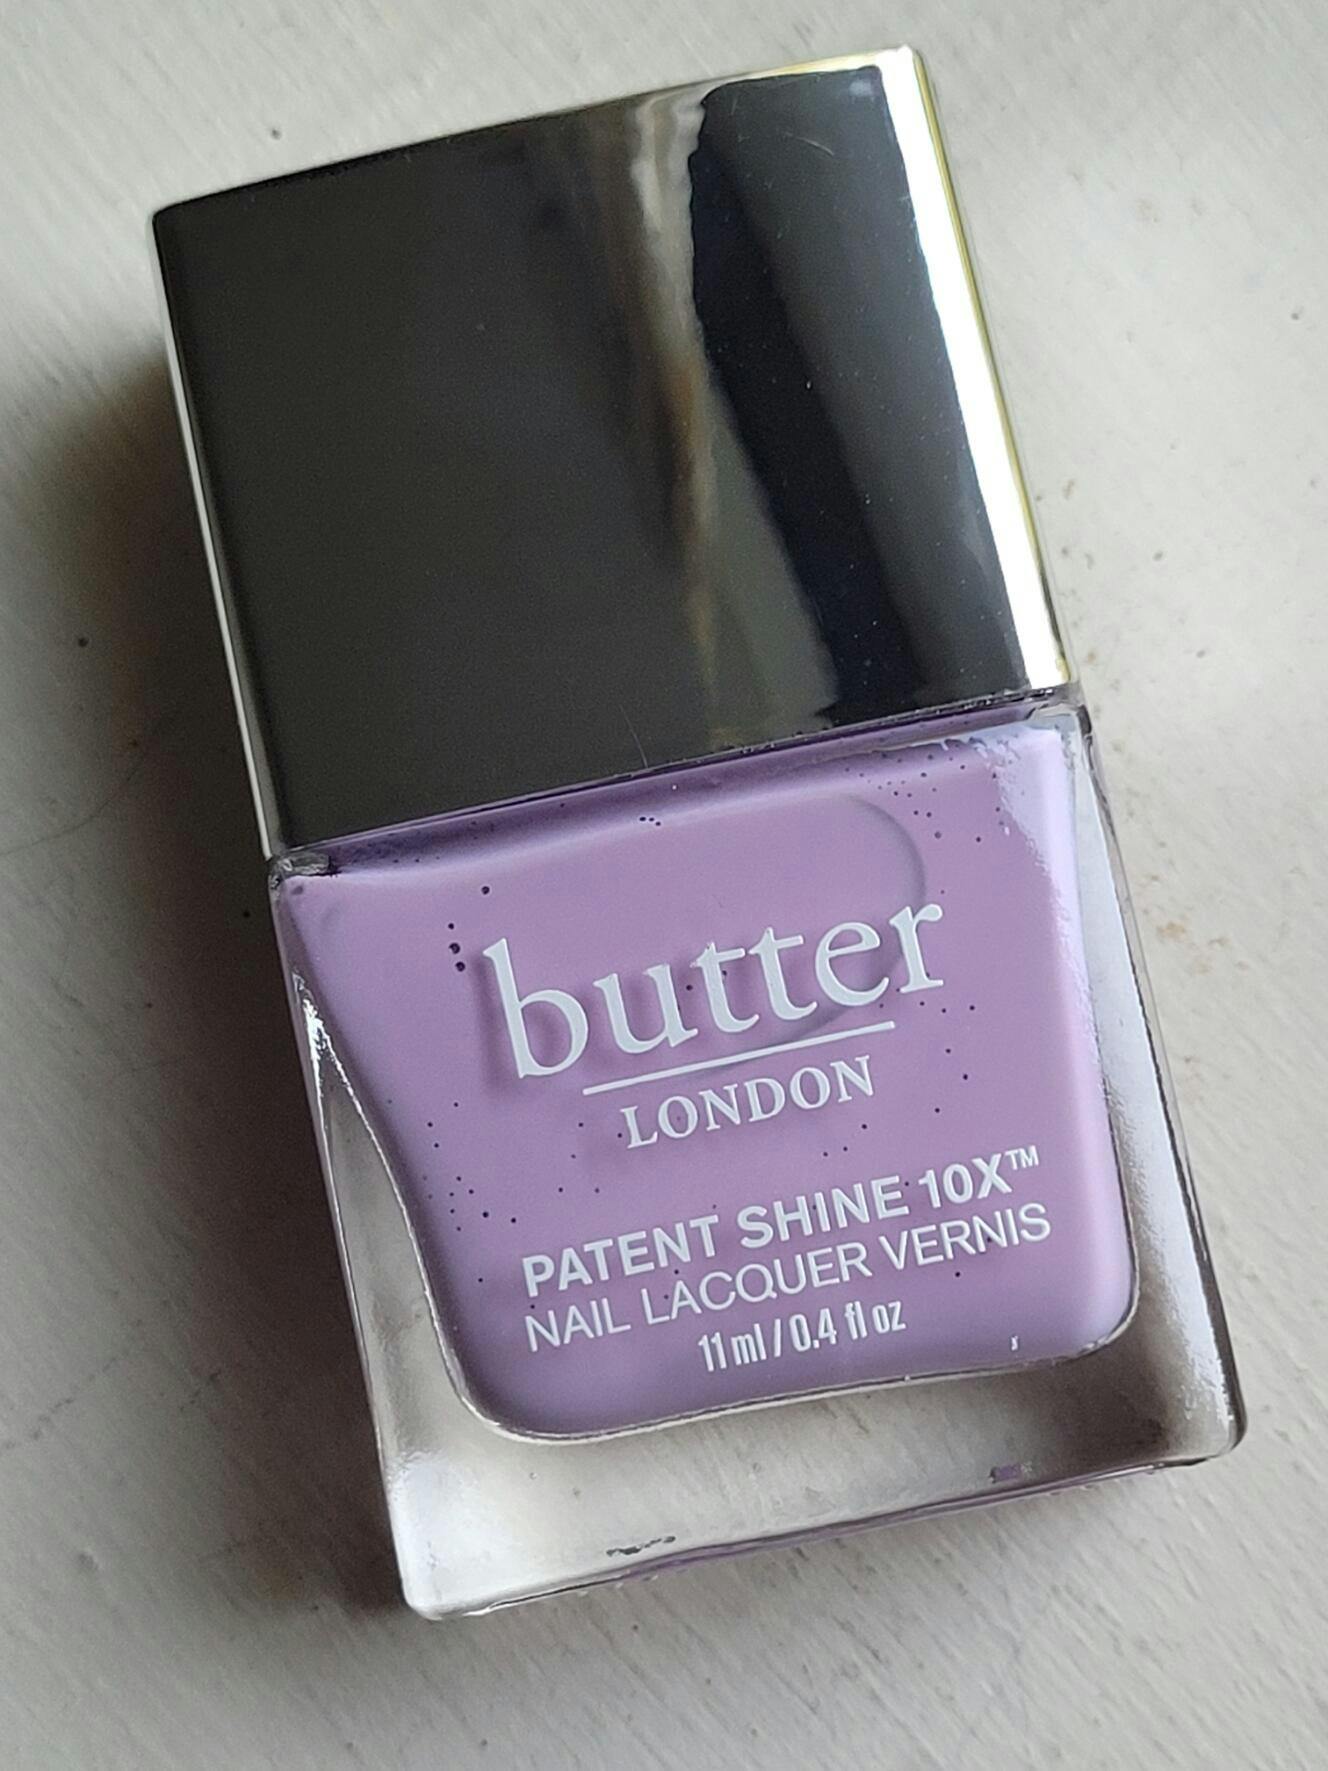 butter
LONDON
PATENT SHINE 10X™
NAIL LACQUER VERNIS
11 ml / 0.4 fl oz